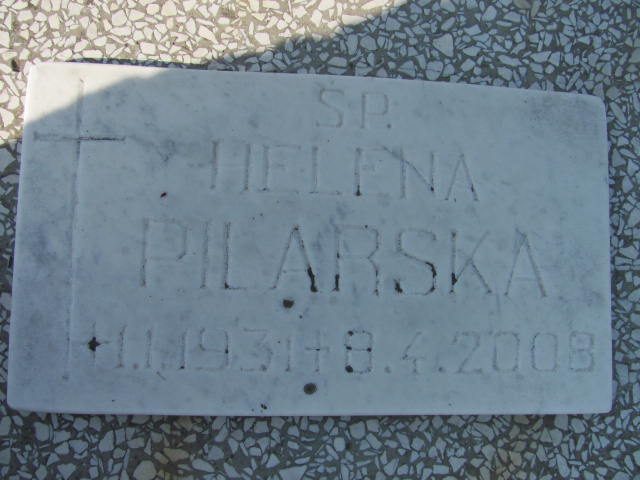 S.P.
HELENA
PILARSKA
*1.1.1931 †8.4.2008